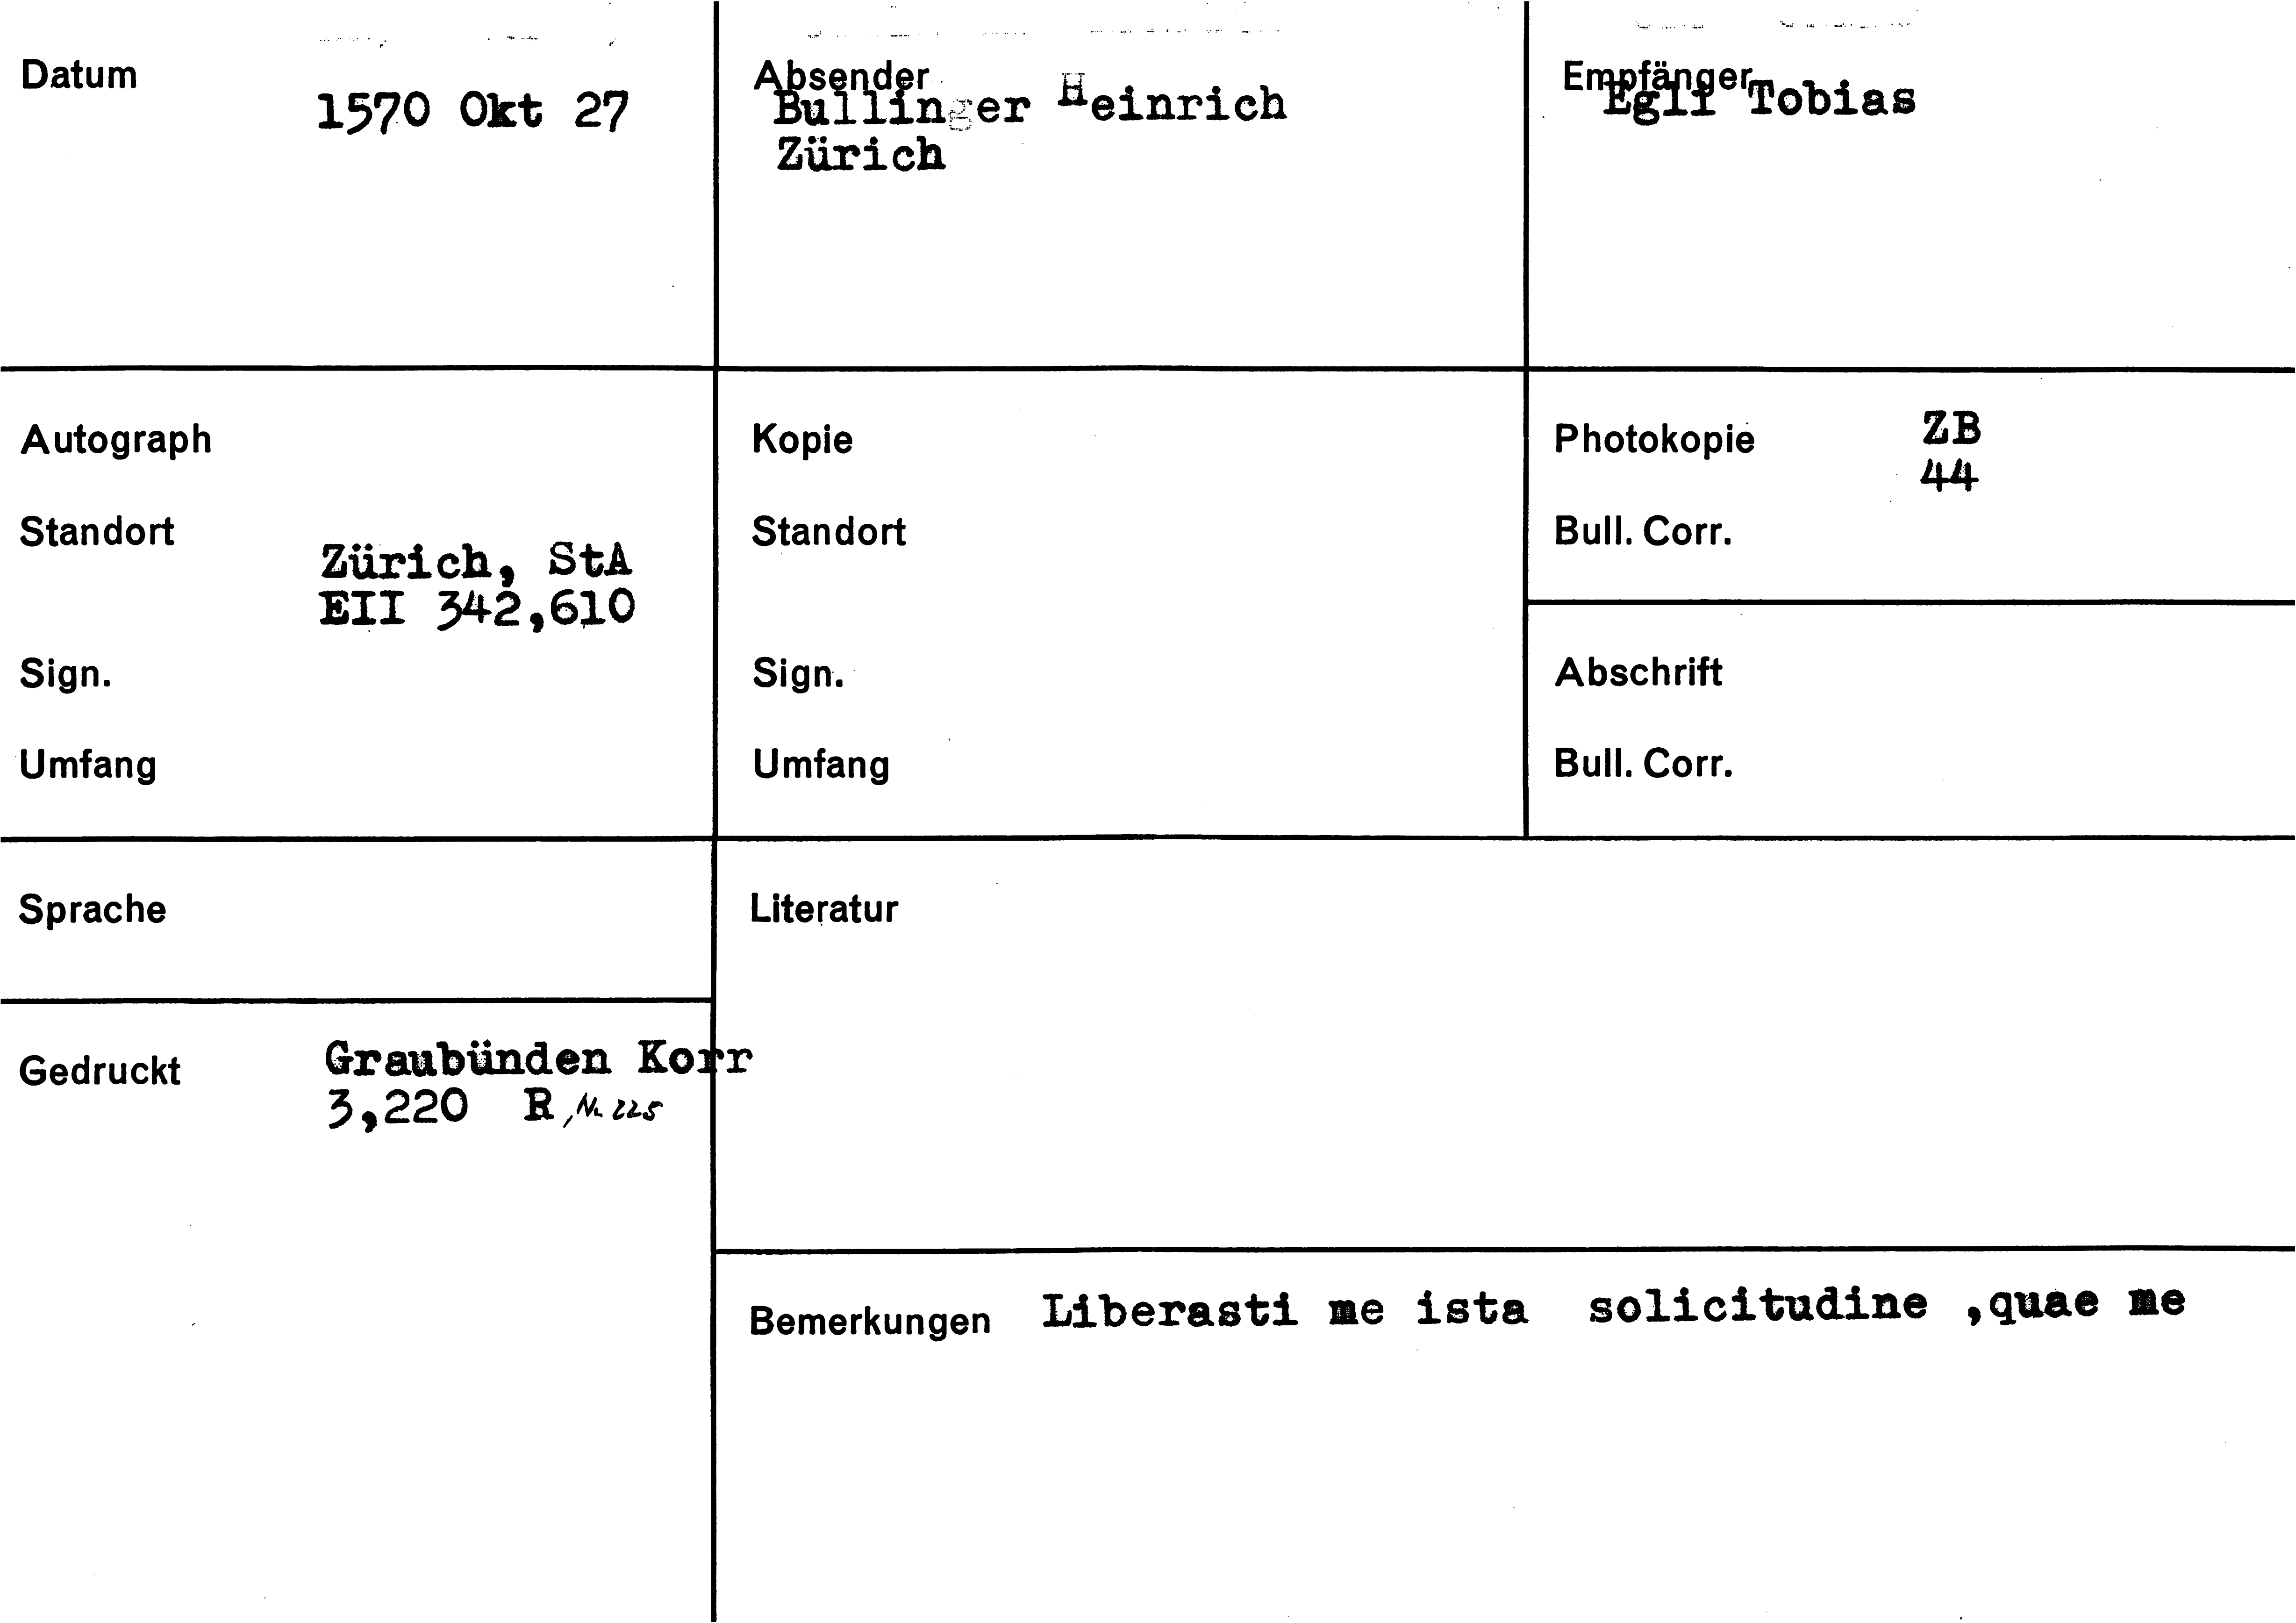 Datum
1570 Okt 27
Absender
Bullinger Heinrich
Zürich
Empfänger
Egli Tobias
Autograph
Standort
Zürich, StA
EII 342,610
Sign.
Umfang
Kopie
Standort
Sign.
Umfang
Photokopie ZB
44
Bull. Corr.
Abschrift
Bull. Corr.
Sprache
Gedruckt Graubünden Korr
3,220 R, Nr. 225
Literatur
Bemerkungen Liberasti me ista solicitudine ,quae me